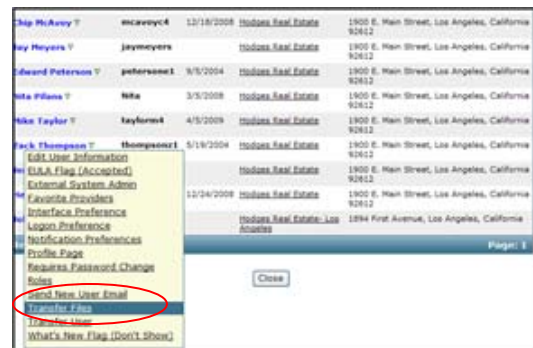 Chip McAvoy mcavoyc4 12/18/2008 Hodges Real Estate 1900 E. Main Street, Los Angeles, California
92612
Jay Meyers jaymeyers Hodges Real Estate 1900 E. Main Street, Los Angeles, California
92612
Edward Peterson petersone1 9/5/2004 Hodges Real Estate 1900 E. Main Street, Los Angeles, California
92612
Nita Pilans Nita 3/5/2008 Hodges Real Estate 1900 E. Main Street, Los Angeles, California
92612
Mike Taylor taylorm4 4/5/2009 Hodges Real Estate 1900 E. Main Street, Los Angeles, California
92612
Zack Thompson thompsonz1 5/19/2004 Hodges Real Estate 1900 E. Main Street, Los Angeles, California
92612
Hodges Real Estate 1900 E. Main Street, Los Angeles, California
92612
12/24/2008 Hodges Real Estate 1900 E. Main Street, Los Angeles, California
92612
Hodges Real Estate- Los 1894 First Avenue, Los Angeles, California
Angeles
Page: 1
Close
Edit User Information
EULA Flag (Accepted)
External System Admin
Favorite Providers
Interface Preference
Logon Preference
Notification Preferences
Profile Page
Requires Password Change
Roles
Send New User Email
Transfer Files
Transfer User
What's New Flag (Don't Show)